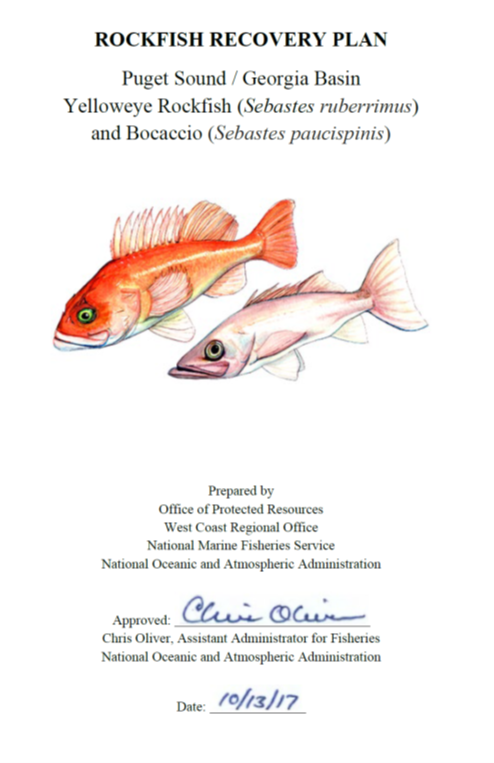 ROCKFISH RECOVERY PLAN
Puget Sound / Georgia Basin
Yelloweye Rockfish (Sebastes ruberrimus)
and Bocaccio (Sebastes paucispinis)
Prepared by
Office of Protected Resources
West Coast Regional Office
National Marine Fisheries Service
National Oceanic and Atmospheric Administration
Approved: Chris Oliver
Chris Oliver, Assistant Administrator for Fisheries
National Oceanic and Atmospheric Administration
Date: 10/13/17